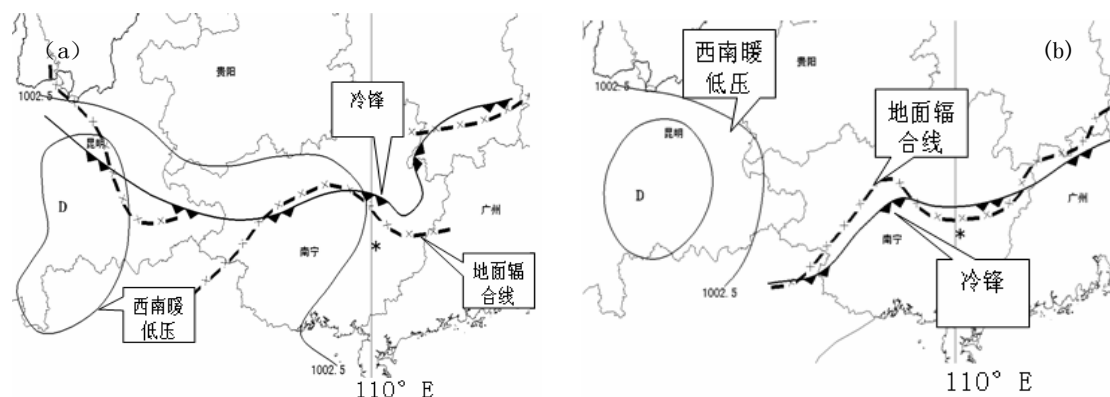 (a)
贵阳
1002.5
冷锋
昆明
D
广州
南宁
*
西南暖
低压
地面辐
合线
1002.5
110° E
(b)
西南暖
低压
贵阳
1002.5
地面辐
合线
昆明
D
广州
南宁
*
1002.5
冷锋
110° E